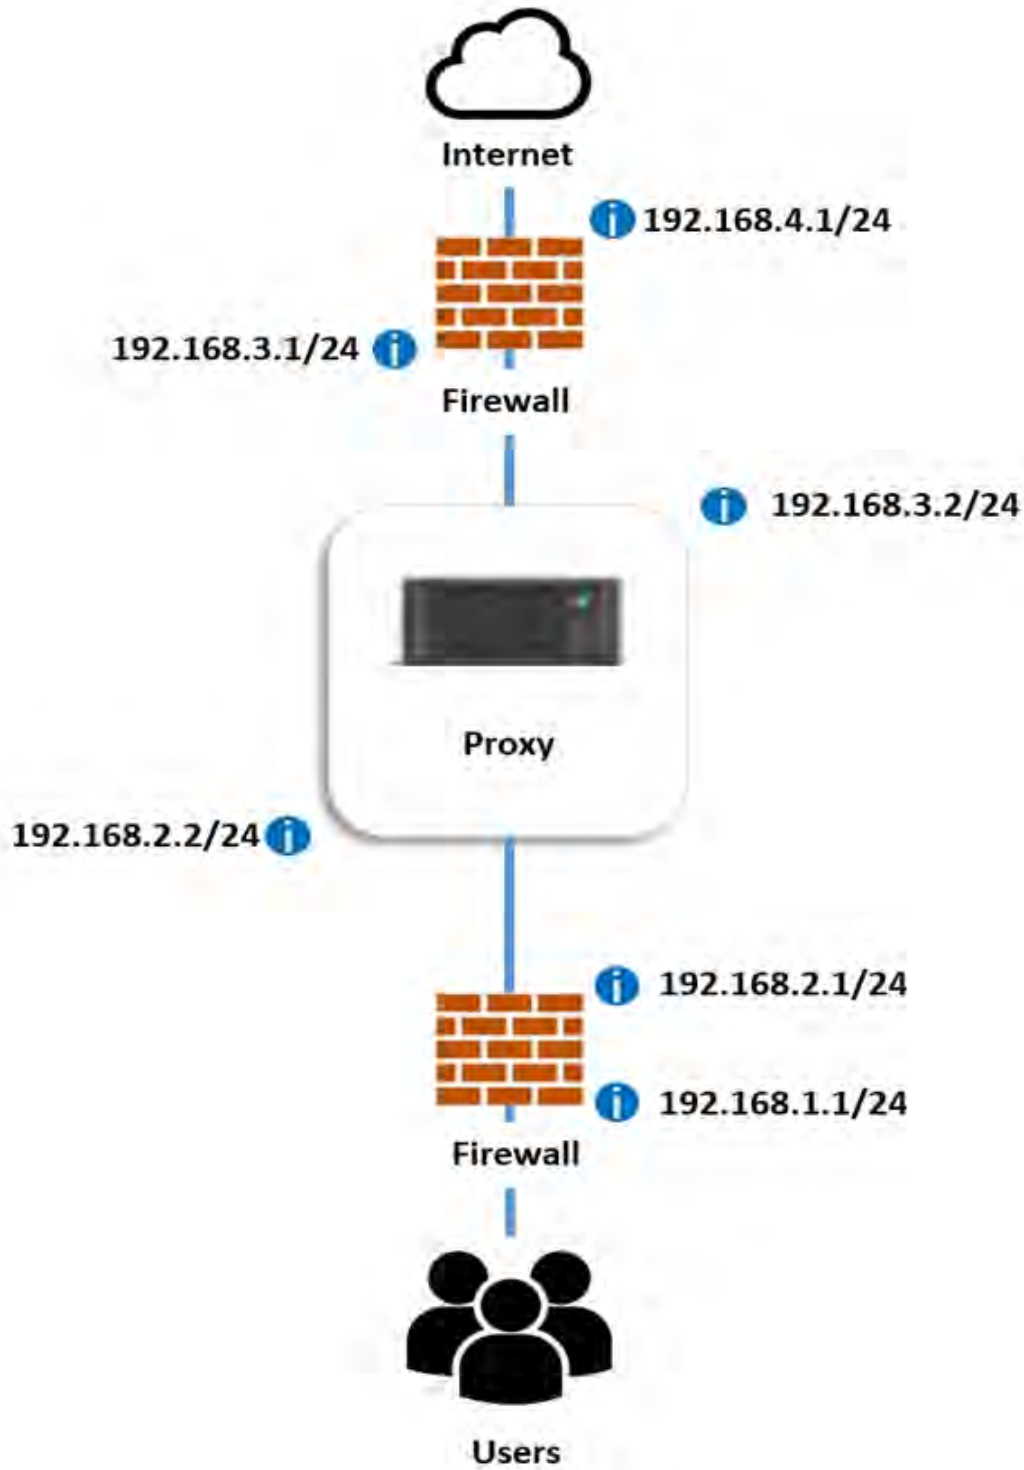 Internet
192.168.4.1/24
192.168.3.1/24
Firewall
192.168.3.2/24
Proxy
192.168.2.2/24
192.168.2.1/24
192.168.1.1/24
Firewall
Users